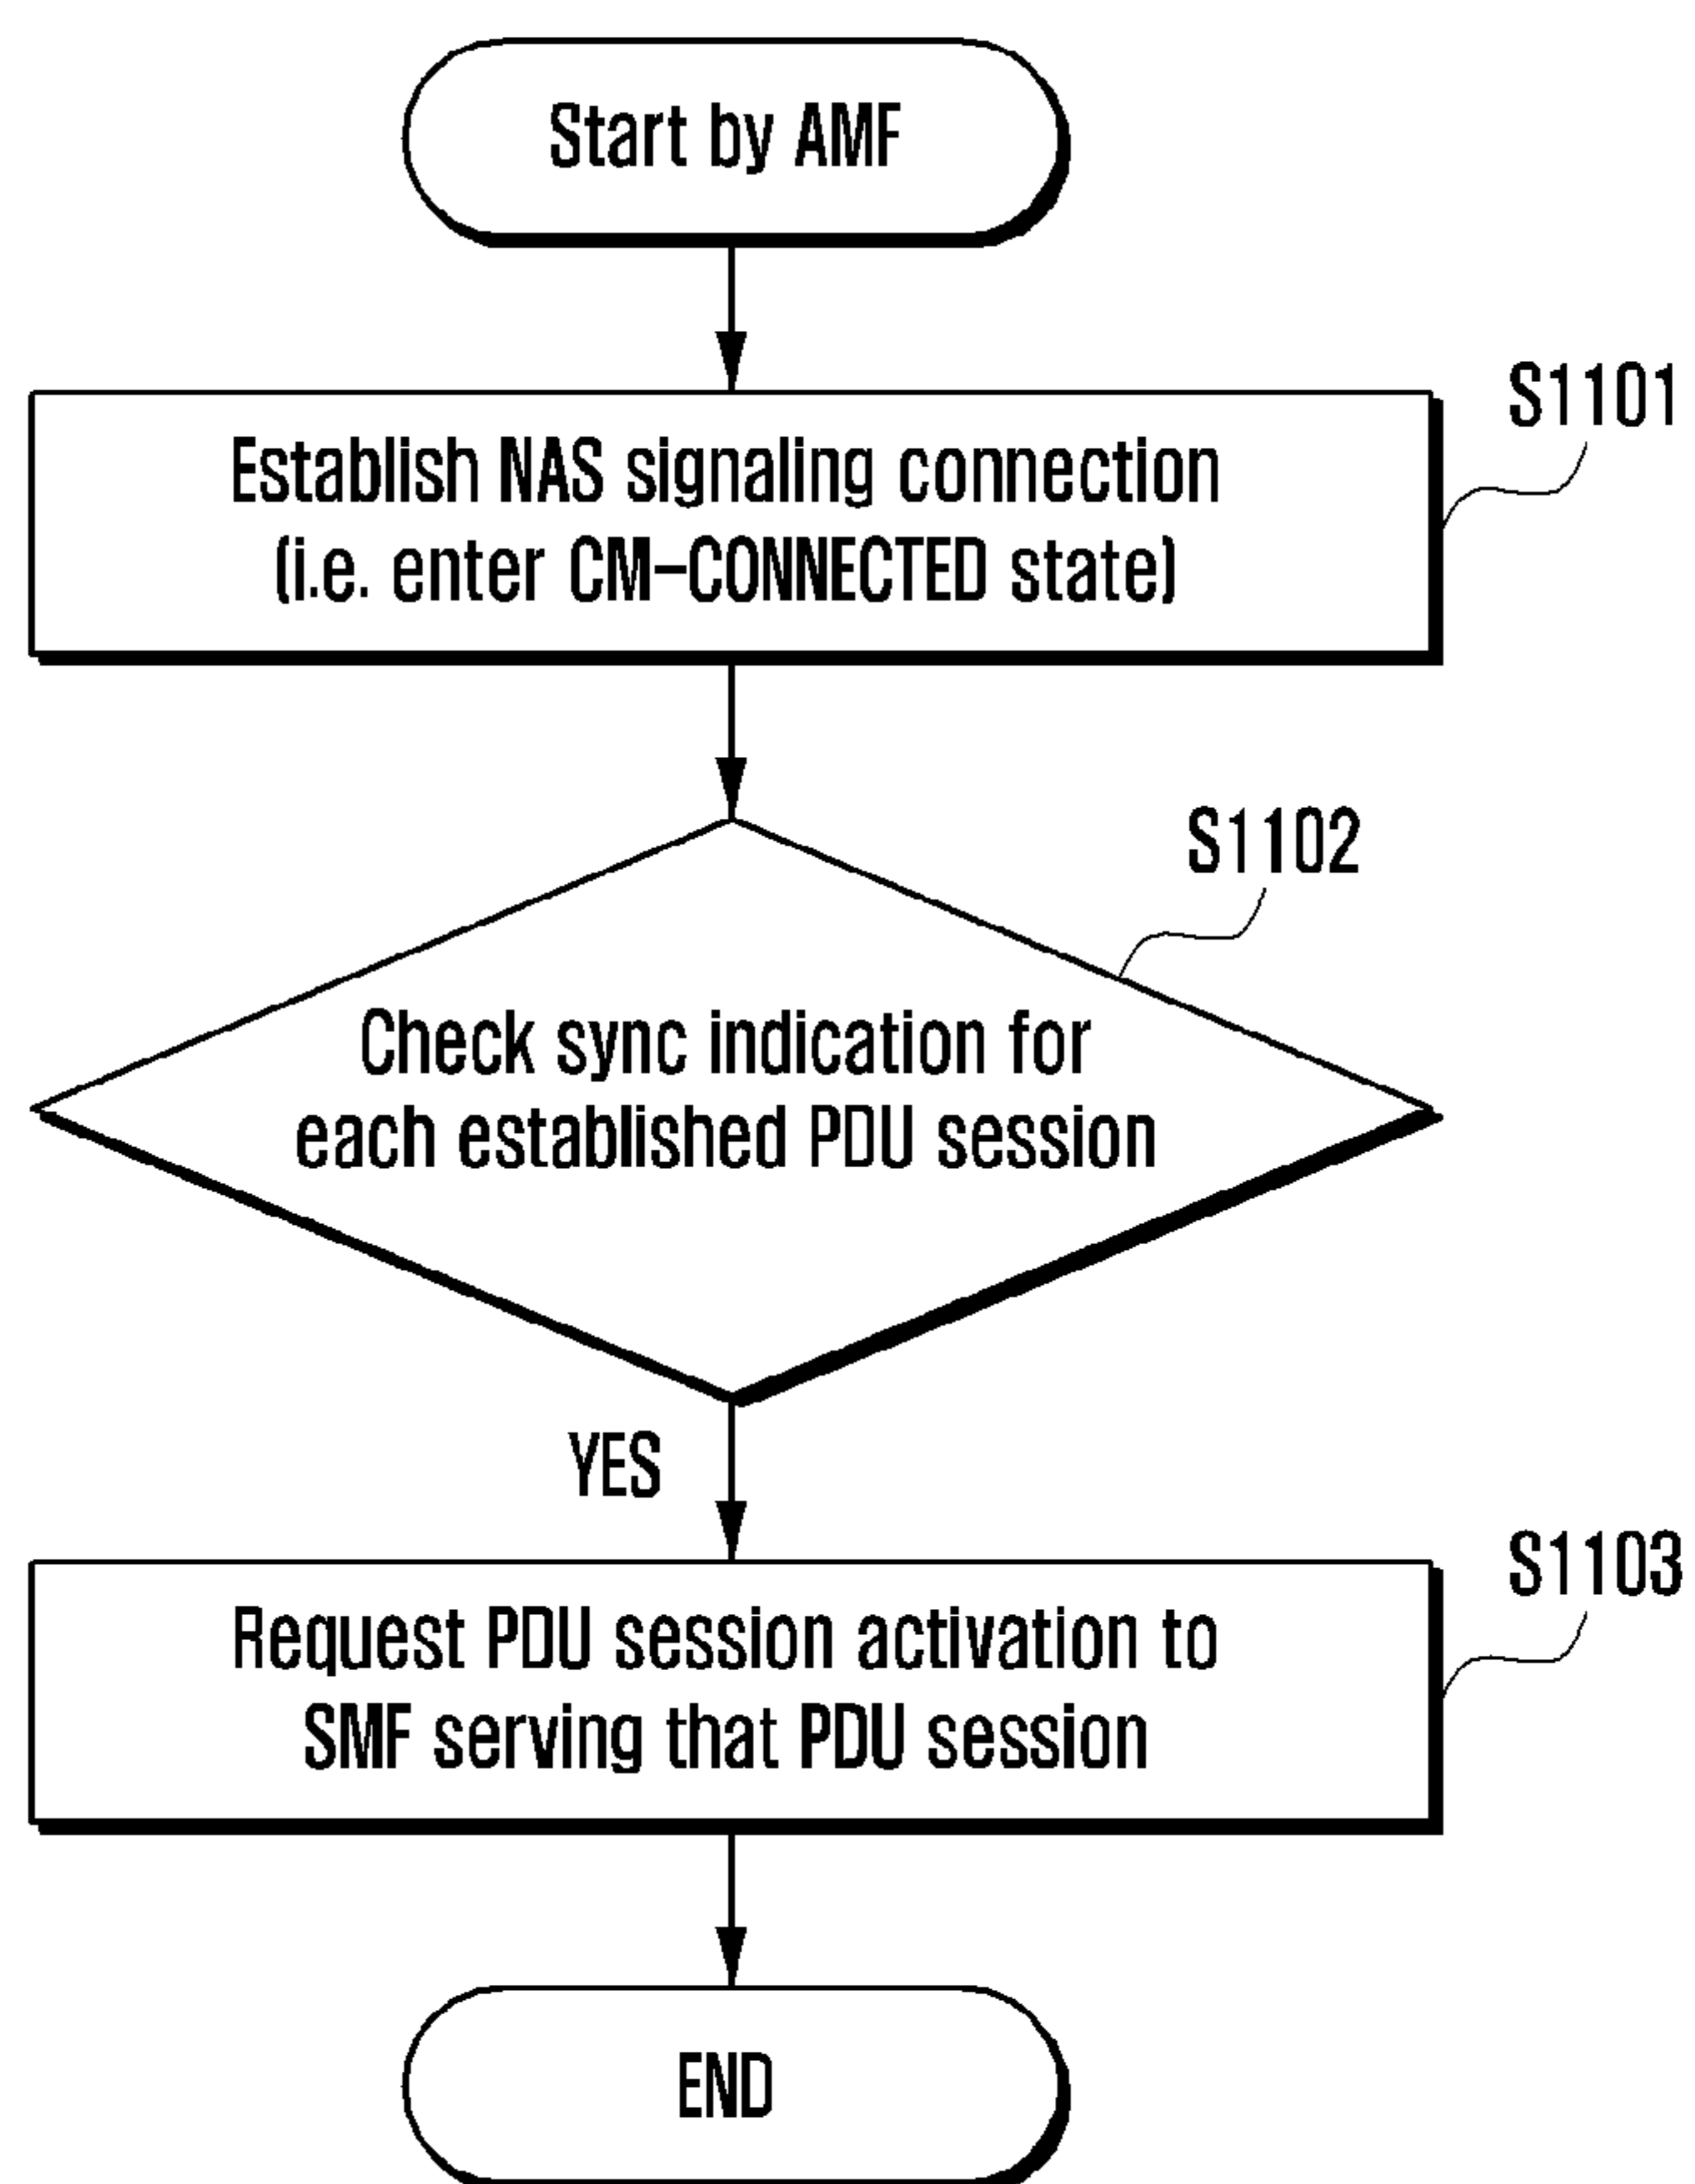 Start by AMF
S1101
Establish NAS signaling connection
(i.e. enter CM-CONNECTED state)
S1102
Check sync indication for
each established PDU session
YES
S1103
Request PDU session activation to
SMF serving that PDU session
END